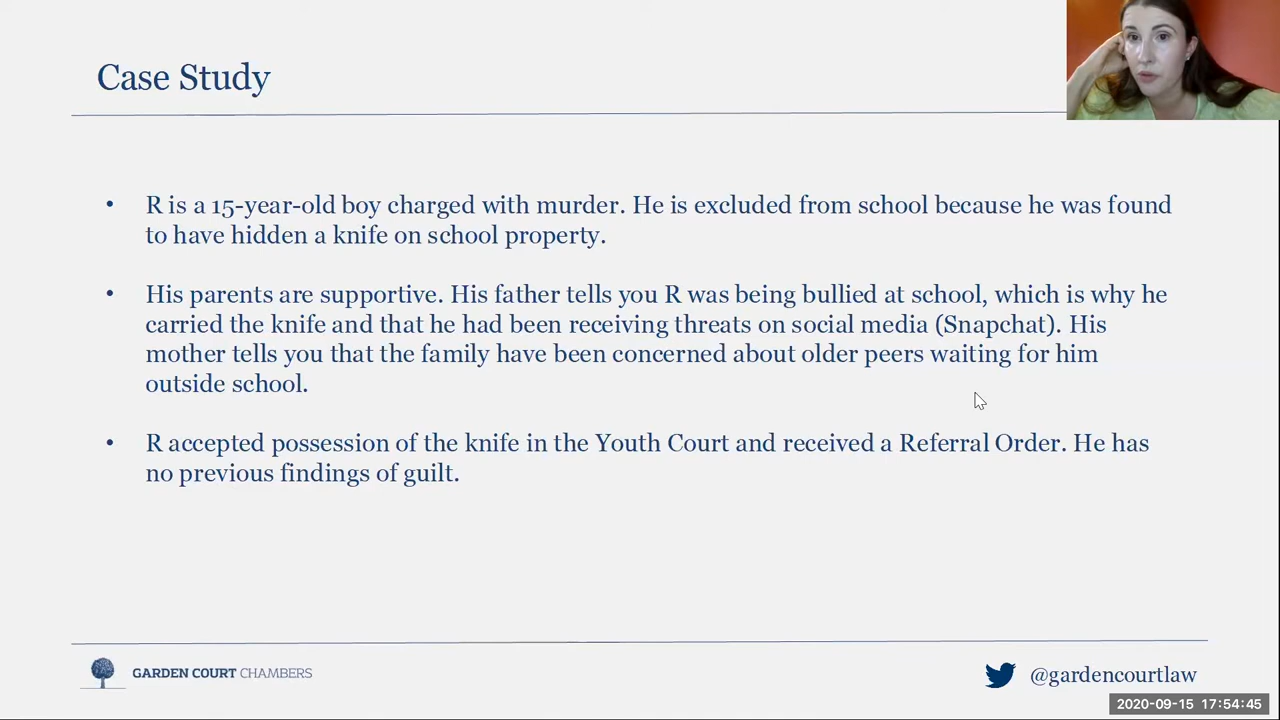 Case Study
• R is a 15-year-old boy charged with murder. He is excluded from school because he was found
to have hidden a knife on school property.
• His parents are supportive. His father tells you R was being bullied at school, which is why he
carried the knife and that he had been receiving threats on social media (Snapchat). His
mother tells you that the family have been concerned about older peers waiting for him
outside school.
• R accepted possession of the knife in the Youth Court and received a Referral Order. He has
no previous findings of guilt.
GARDEN COURT CHAMBERS
@gardencourtlaw
2020-09-15 17:54:45